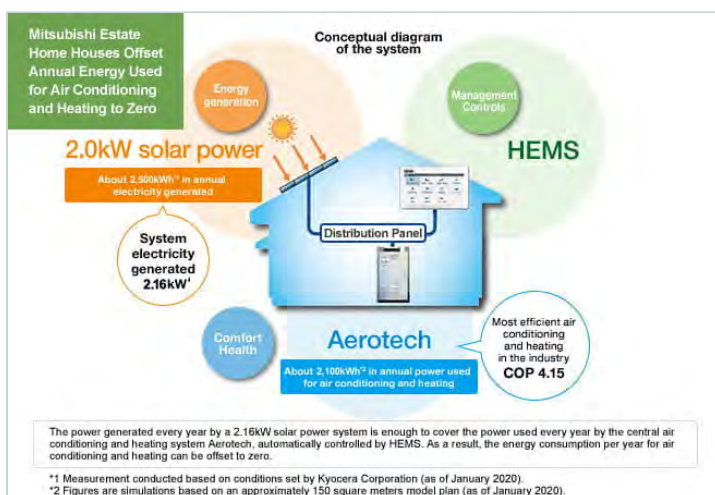 Mitsubishi Estate
Home Houses Offset
Annual Energy Used
for Air Conditioning
and Heating to Zero
Conceptual diagram
of the system
Energy
generation
Management
Controls
2.0kW solar power
HEMS
About 2,500kWh*1 in annual
electricity generated
Distribution Panel
System
electricity
generated
2.16kW
Comfort
Health
Aerotech
About 2,100kWh*2 in annual power used
for air conditioning and heating
Most efficient air
conditioning
and heating
in the industry
COP 4.15
The power generated every year by a 2.16kW solar power system is enough to cover the power used every year by the central air
conditioning and heating system Aerotech, automatically controlled by HEMS. As a result, the energy consumption per year for air
conditioning and heating can be offset to zero.
*1 Measurement conducted based on conditions set by Kyocera Corporation (as of January 2020).
*2 Figures are simulations based on an approximately 150 square meters model plan (as of January 2020).